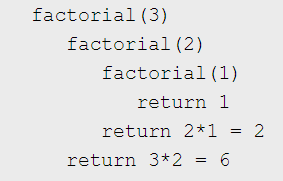 factorial(3)
factorial(2)
factorial(1)
return 1
return 2*1 = 2
return 3*2 = 6